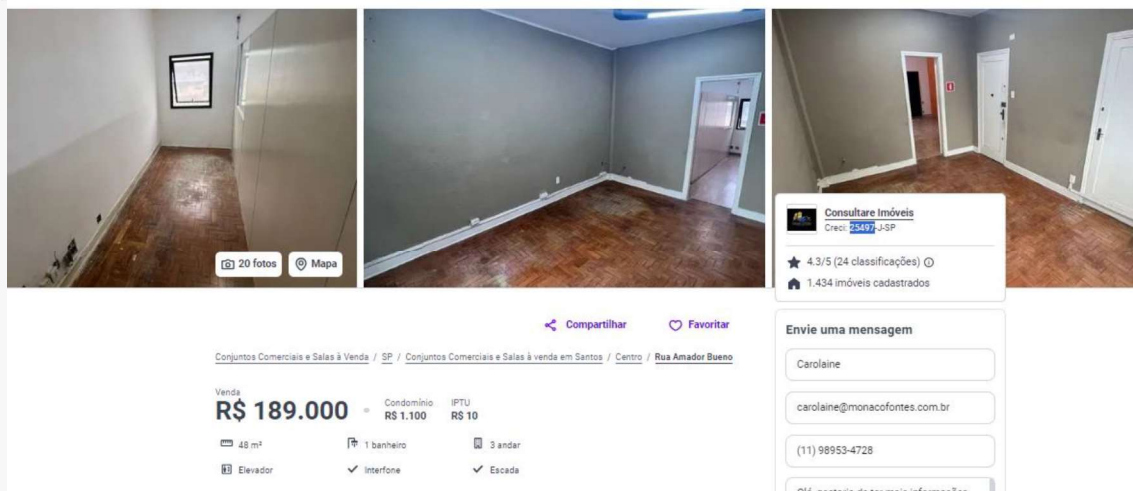 20 fotos
Mapa
Consultare Imóveis
Creci: 25497-J-SP
4.3/5 (24 classificações)
1.434 imóveis cadastrados
Compartilhar
Favoritar
Envie uma mensagem
Conjuntos Comerciais e Salas à Venda / SP / Conjuntos Comerciais e Salas à venda em Santos / Centro / Rua Amador Bueno
Carolaine
Venda
R$ 189.000
Condomínio
R$ 1.100
IPTU
R$ 10
carolaine@monacofontes.com.br
48 m²
1 banheiro
3 andar
(11) 98953-4728
Elevador
Interfone
Escada